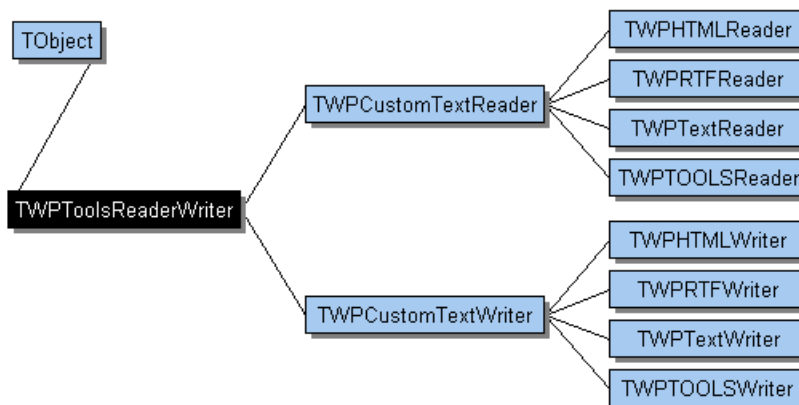 TObject
TWPToolsReaderWriter
TWPCustomTextReader
TWPHTMLReader
TWPRTFReader
TWPTextReader
TWPTOOLSReader
TWPCustomTextWriter
TWPHTMLWriter
TWPRTFWriter
TWPTextWriter
TWPTOOLSWriter